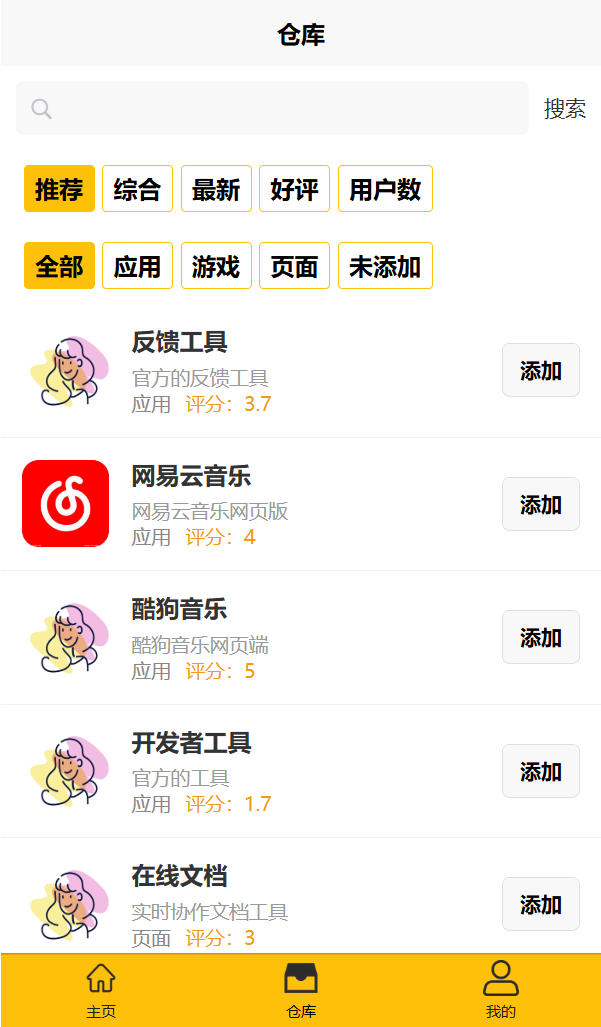 仓库
搜索
推荐 综合 最新 好评 用户数
全部 应用 游戏 页面 未添加
反馈工具
官方的反馈工具
应用 评分：3.7
添加
网易云音乐
网易云音乐网页版
应用 评分：4
添加
酷狗音乐
酷狗音乐网页端
应用 评分：5
添加
开发者工具
官方的工具
应用 评分：1.7
添加
在线文档
实时协作文档工具
页面 评分：3
添加
主页 仓库 我的